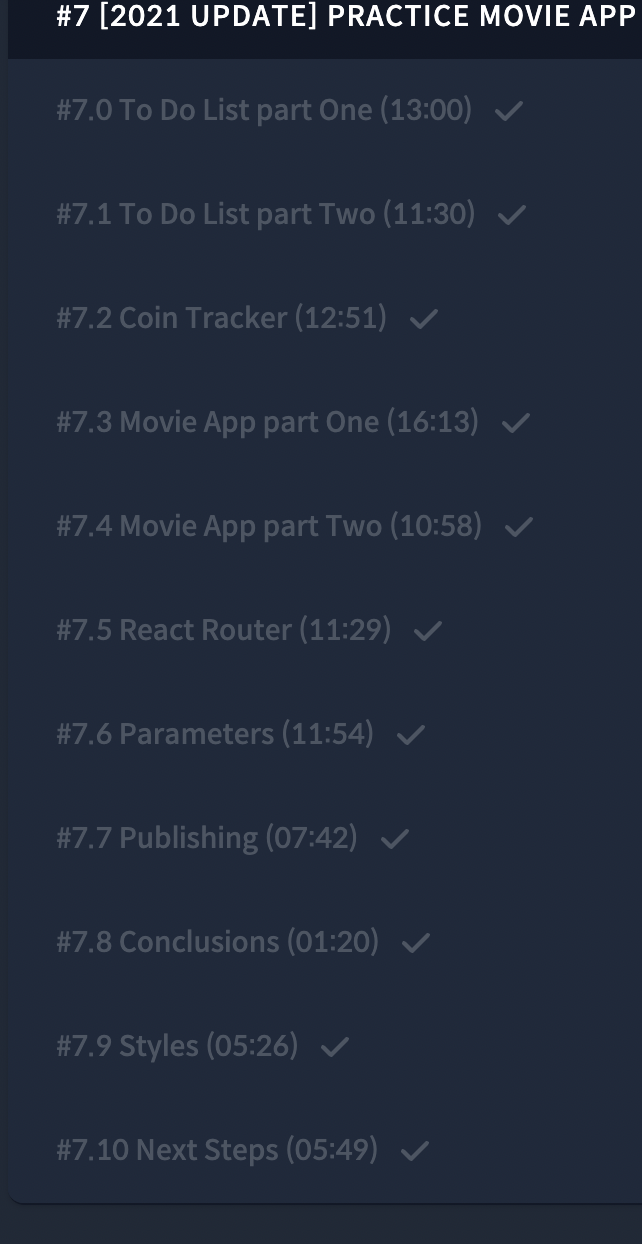 #7 [2021 UPDATE] PRACTICE MOVIE APP
#7.0 To Do List part One (13:00)
#7.1 To Do List part Two (11:30)
#7.2 Coin Tracker (12:51)
#7.3 Movie App part One (16:13)
#7.4 Movie App part Two (10:58)
#7.5 React Router (11:29)
#7.6 Parameters (11:54)
#7.7 Publishing (07:42)
#7.8 Conclusions (01:20)
#7.9 Styles (05:26)
#7.10 Next Steps (05:49)